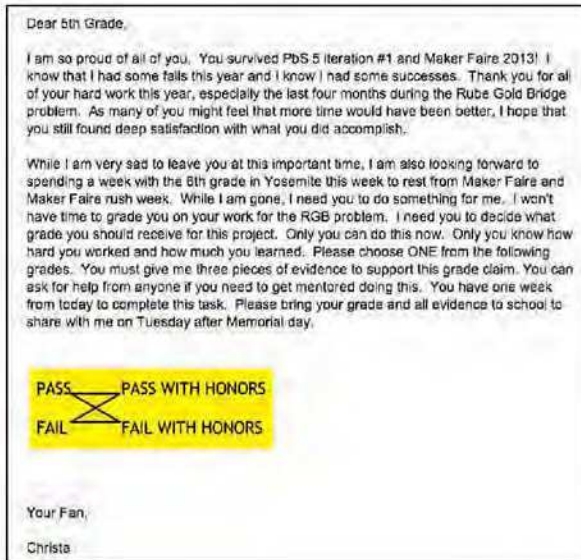 Dear 5th Grade,
I am so proud of all of you. You survived PbS 5 iteration #1 and Maker Faire 2013! I
know that I had some fails this year and I know I had some successes. Thank you for all
of your hard work this year, especially the last four months during the Rube Gold Bridge
problem. As many of you might feel that more time would have been better, I hope that
you still found deep satisfaction with what you did accomplish.
While I am very sad to leave you at this important time, I am also looking forward to
spending a week with the 6th grade in Yosemite this week to rest from Maker Faire and
Maker Faire rush week. While I am gone, I need you to do something for me. I won't
have time to grade you on your work for the RGB problem. I need you to decide what
grade you should receive for this project. Only you can do this now. Only you know how
hard you worked and how much you learned. Please choose ONE from the following
grades. You must give me three pieces of evidence to support this grade claim. You can
ask for help from anyone if you need to get mentored doing this. You have one week
from today to complete this task. Please bring your grade and all evidence to school to
share with me on Tuesday after Memorial day.
PASS PASS WITH HONORS
FAIL FAIL WITH HONORS
Your Fan,
Christa